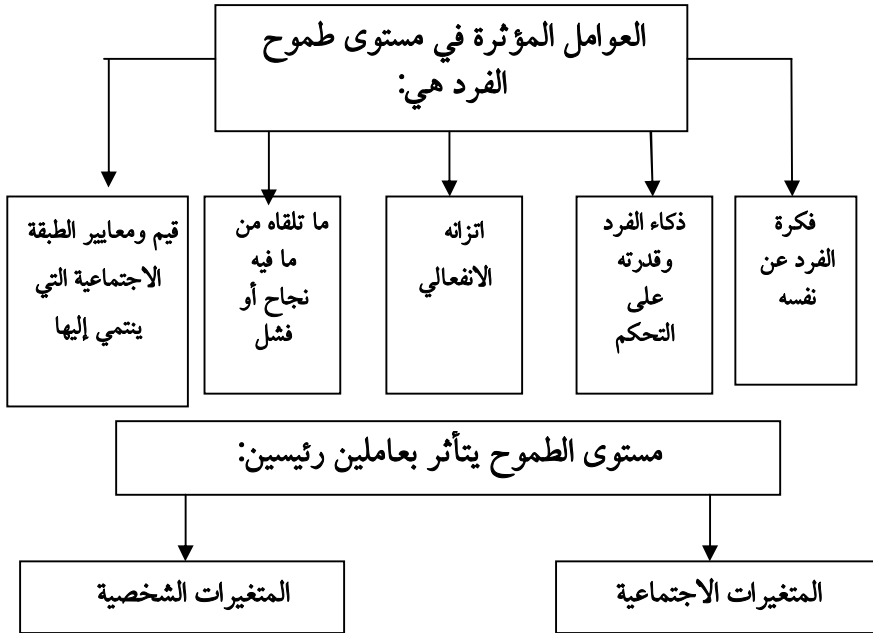 العوامل المؤثرة في مستوى طموح
الفرد هي:
فكرة
الفرد عن
نفسه
ذكاء الفرد
وقدرته
على
التحكم
اتزانه
الانفعالي
ما تلقاه من
ما فيه
نجاح أو
فشل
قيم ومعايير الطبقة
الاجتماعية التي
ينتمي إليها
مستوى الطموح يتأثر بعاملين رئيسين:
المتغيرات الاجتماعية
المتغيرات الشخصية